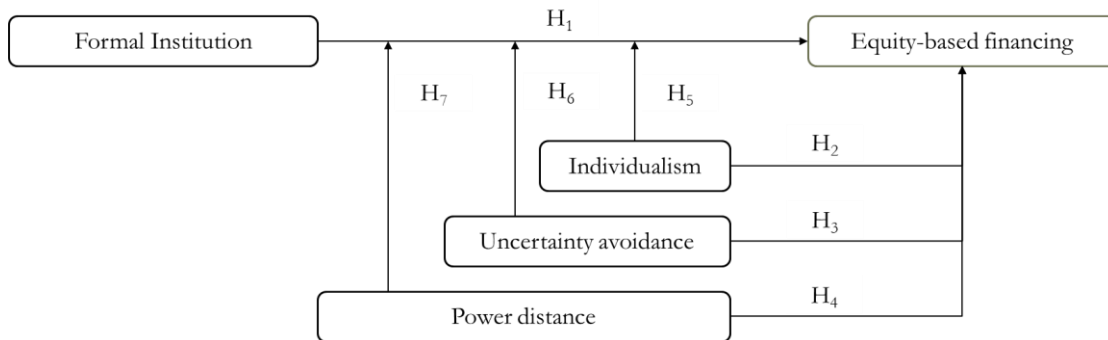 H₁
Formal Institution
Equity-based financing
H₇
H₆
H₅
Individualism
H₂
Uncertainty avoidance
H₃
Power distance
H₄